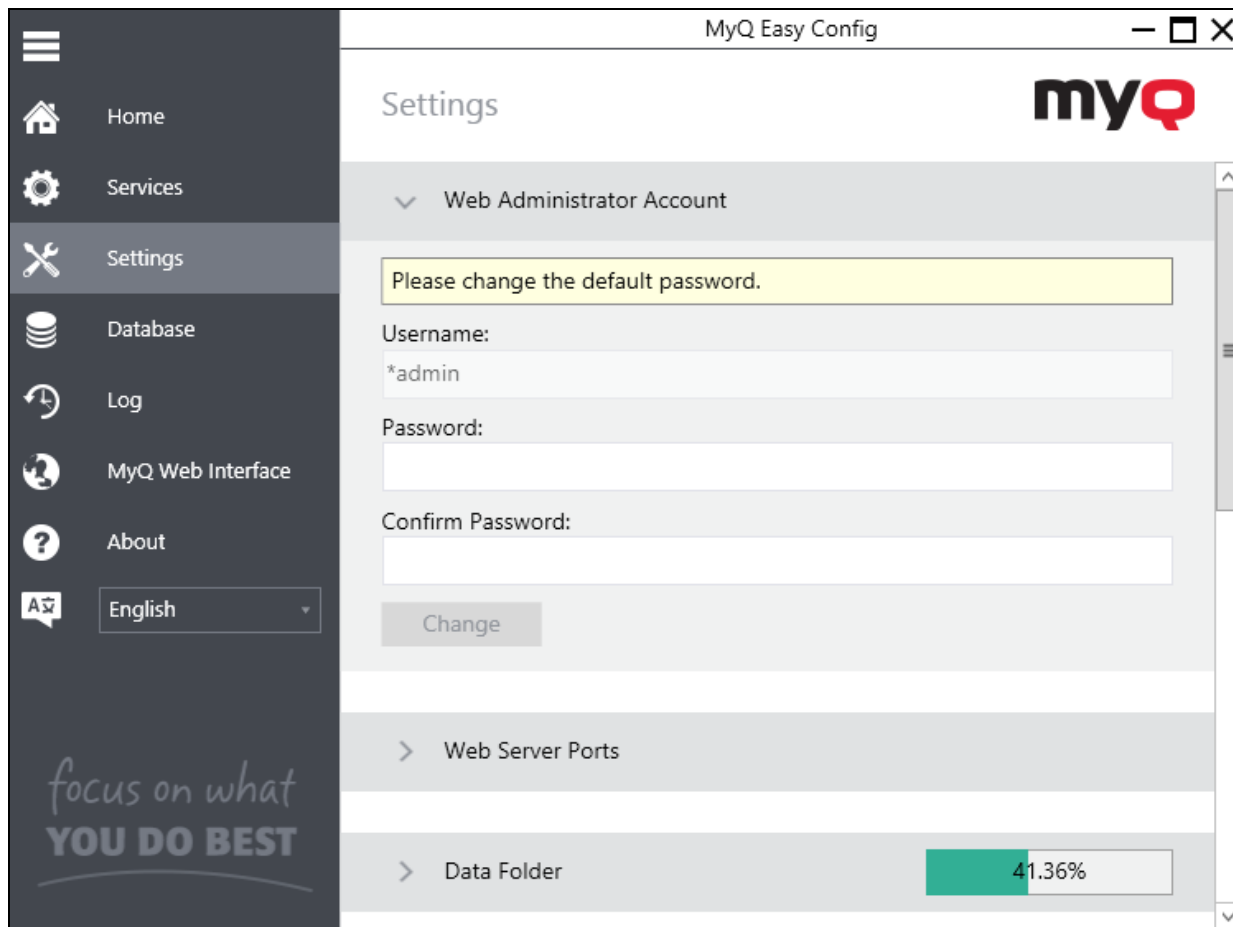 MyQ Easy Config
Home
Services
Settings
Database
Log
MyQ Web Interface
About
English
focus on what
YOU DO BEST
Settings
myQ
Web Administrator Account
Please change the default password.
Username:
*admin
Password:
Confirm Password:
Change
Web Server Ports
Data Folder
41.36%